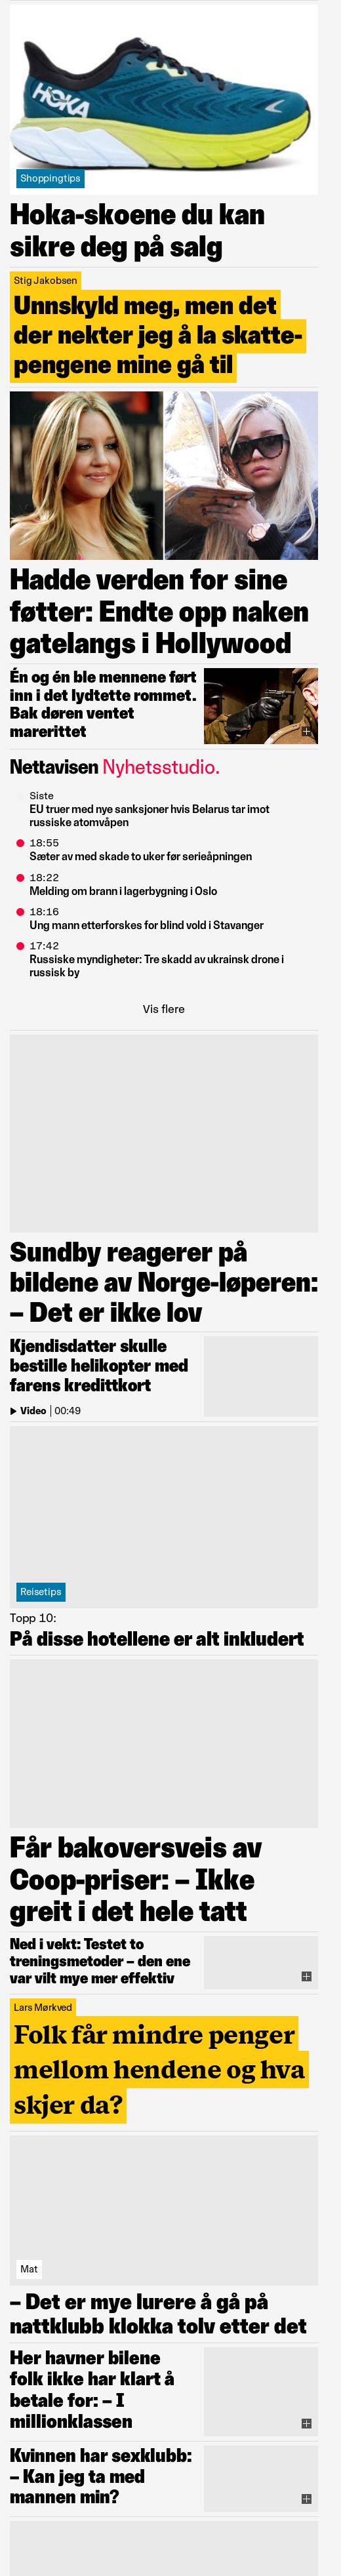 HOKA
Shoppingtips
Hoka-skoene du kan
sikre deg på salg
Stig Jakobsen
Unnskyld meg, men det
der nekter jeg å la skatte-
pengene mine gå til
Hadde verden for sine
føtter: Endte opp naken
gatelangs i Hollywood
Én og én ble mennene ført
inn i det lydtette rommet.
Bak døren ventet
marerittet
Nettavisen Nyhetsstudio.
Siste
EU truer med nye sanksjoner hvis Belarus tar imot
russiske atomvåpen
18:55
Sæter av med skade to uker før serieåpningen
18:22
Melding om brann i lagerbygning i Oslo
18:16
Ung mann etterforskes for blind vold i Stavanger
17:42
Russiske myndigheter: Tre skadd av ukrainsk drone i
russisk by
Vis flere
Sundby reagerer på
bildene av Norge-løperen:
– Det er ikke lov
Kjendisdatter skulle
bestille helikopter med
farens kredittkort
Video 00:49
Reisetips
Topp 10:
På disse hotellene er alt inkludert
Får bakoversveis av
Coop-priser: – Ikke
greit i det hele tatt
Ned i vekt: Testet to
treningsmetoder – den ene
var vilt mye mer effektiv
Lars Mørkved
Folk får mindre penger
mellom hendene og hva
skjer da?
Mat
– Det er mye lurere å gå på
nattklubb klokka tolv etter det
Her havner bilene
folk ikke har klart å
betale for: – I
millionklassen
Kvinnen har sexklubb:
– Kan jeg ta med
mannen min?